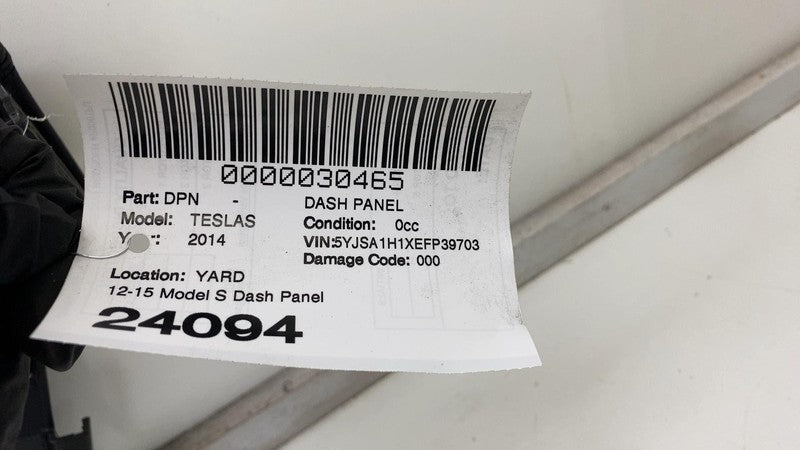 0000030465
Part: DPN - DASH PANEL
Model: TESLAS Condition: 0cc
2014 VIN:5YJSA1H1XEFP39703
Damage Code: 000
Location: YARD
12-15 Model S Dash Panel
24094